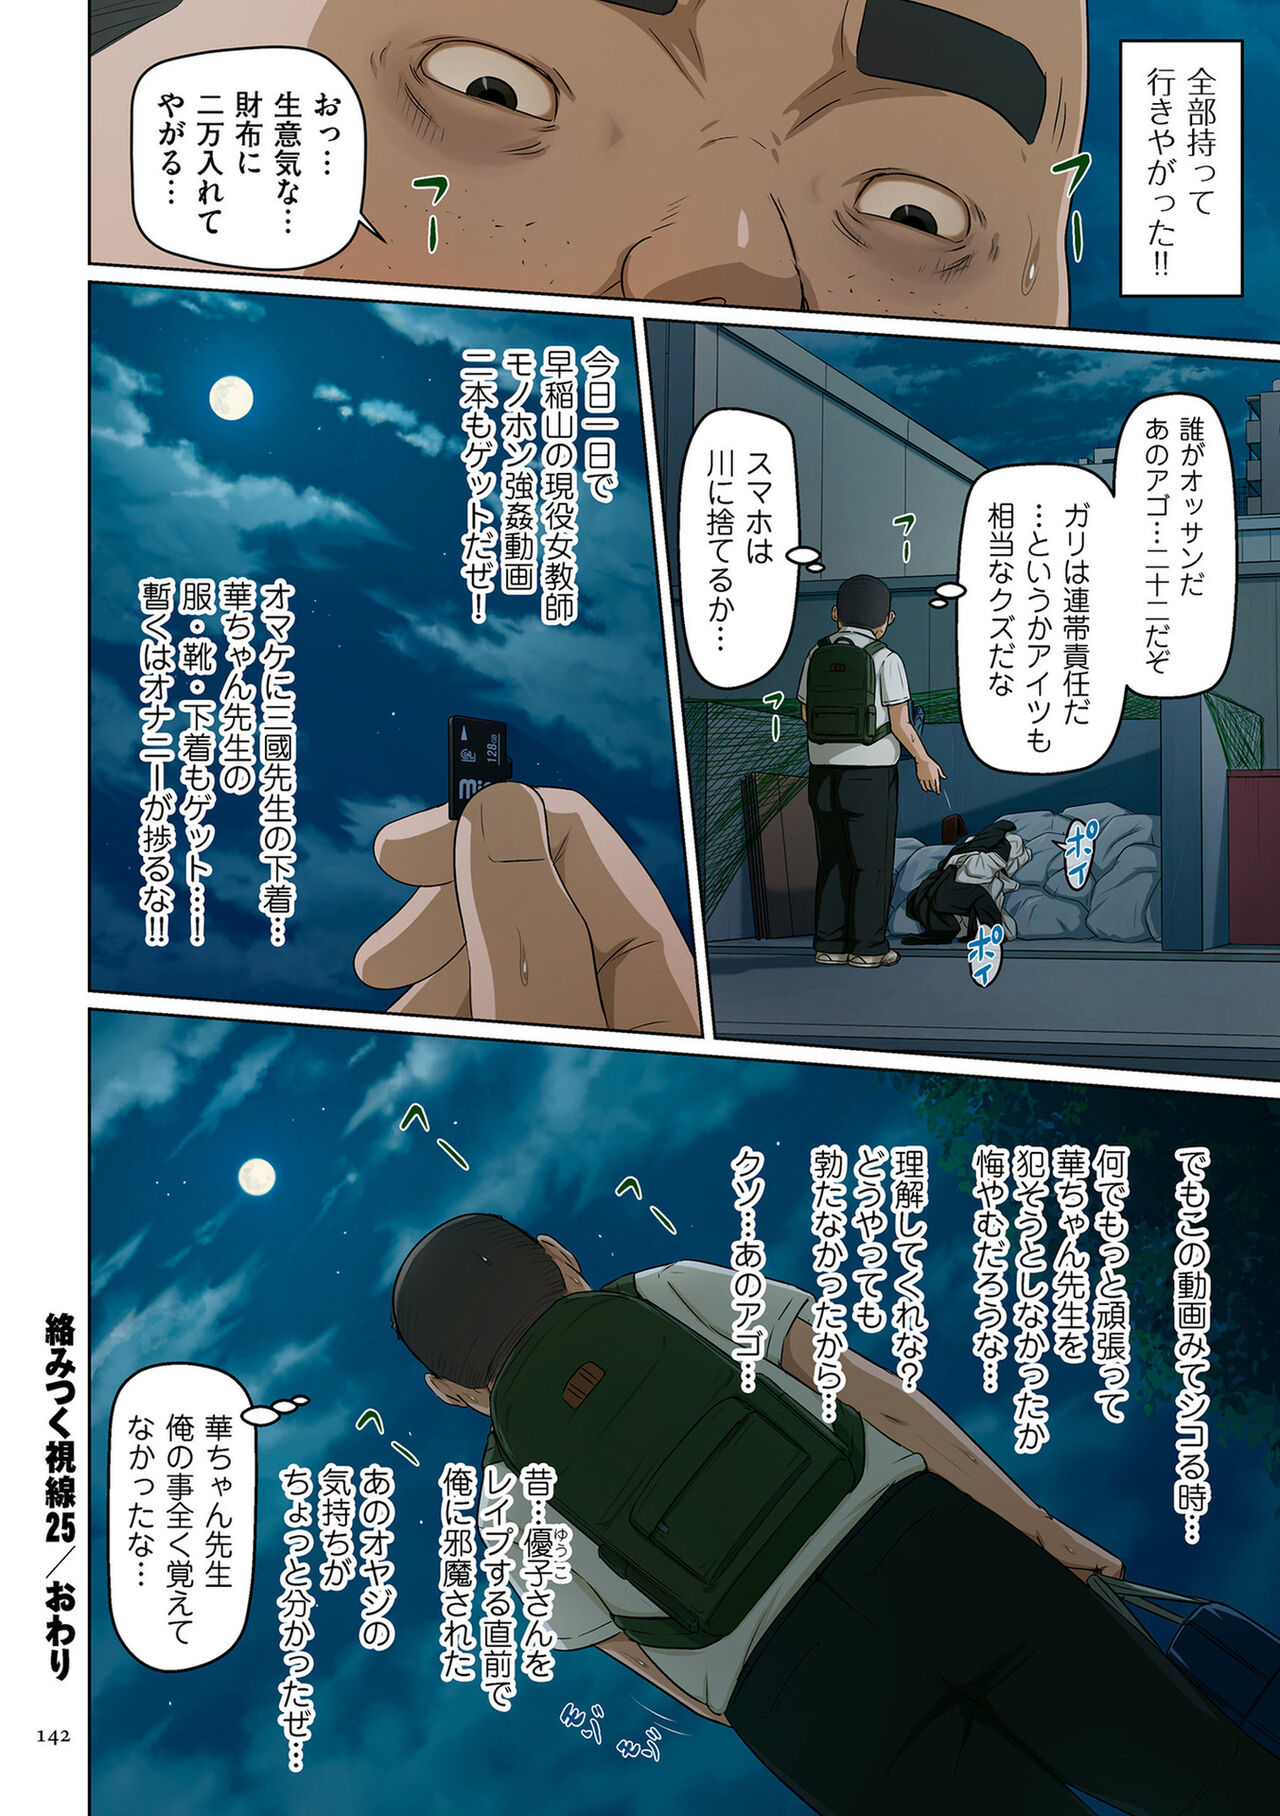 全部持って
行きやがった!!
おっ…
生意気な…
財布に
二万入れて
やがる…
誰がオッサンだ
あのアゴ…二十二だぞ
ガリは連帯責任だ
…というかアイツも
相当なクズだな
スマホは
川に捨てるか…
ポイ
ポイ
今日一日で
早稲山の現役女教師
モノホン強姦動画
二本もゲットだぜ!
オマケに三國先生の下着…
華ちゃん先生の
服・靴・下着もゲット…!
暫くはオナニーが捗るな!!
128GB
mic
でもこの動画みてシコる時…
何でもっと頑張って
華ちゃん先生を
犯そうとしなかったか
悔やむだろうな…
理解してくれな?
どうやっても
勃たなかったから…
クソ…あのアゴ…
昔…優子さんを
ゆうこ
レイプする直前で
俺に邪魔された
あのオヤジの
気持ちが
ちょっと分かったぜ…
モゾ
モゾ
華ちゃん先生
俺の事全く覚えて
なかったな…
絡みつく視線25/おわり
142